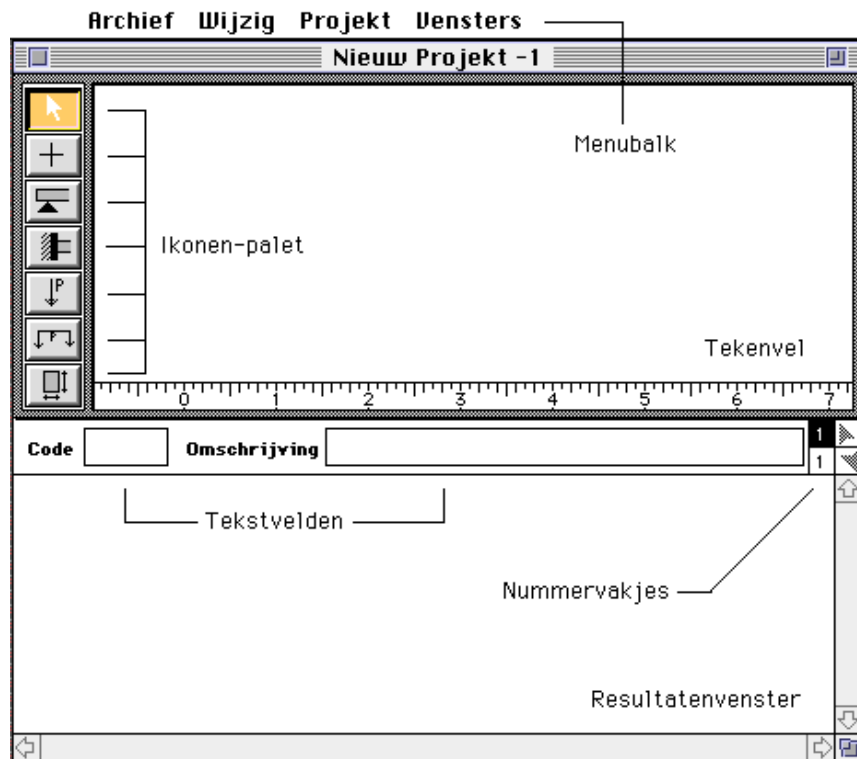 Archief Wijzig Projekt Vensters
Nieuw Projekt -1
Menubalk
Ikonen-palet
P
P
Tekenvel
0 1 2 3 4 5 6 7
Code Omschrijving 1
1
Tekstvelden
Nummervakjes
Resultatenvenster